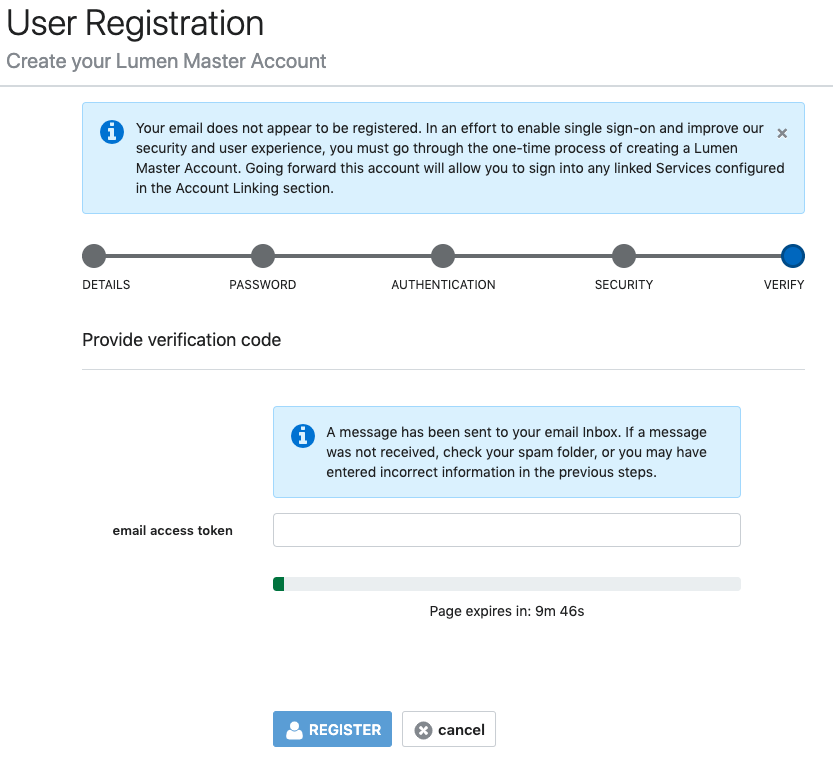 User Registration
Create your Lumen Master Account
Your email does not appear to be registered. In an effort to enable single sign-on and improve our
security and user experience, you must go through the one-time process of creating a Lumen
Master Account. Going forward this account will allow you to sign into any linked Services configured
in the Account Linking section.
DETAILS PASSWORD AUTHENTICATION SECURITY VERIFY
Provide verification code
A message has been sent to your email Inbox. If a message
was not received, check your spam folder, or you may have
entered incorrect information in the previous steps.
email access token
Page expires in: 9m 46s
REGISTER cancel